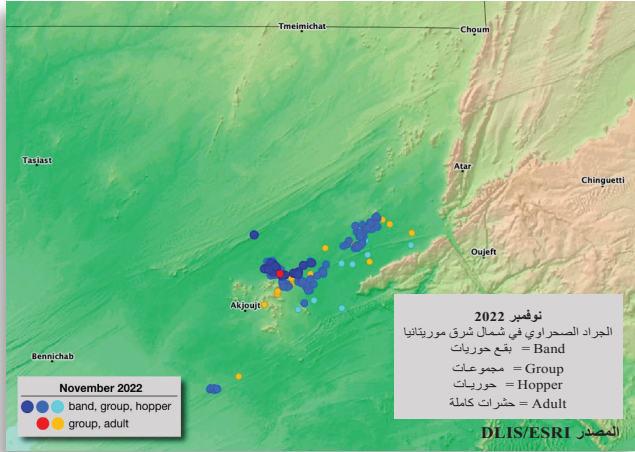 Tmeimichat
Choum
Tasiast
Atar
Chinguetti
Oujeft
Akjoujt
Bennichab
November 2022
band, group, hopper
group, adult
نوفمبر 2022
الجراد الصحراوي في شمال شرق موريتانيا
Band = بقع حوريات
Group = مجموعات
Hopper = حوريات
Adult = حشرات كاملة
المصدر DLIS/ESRI